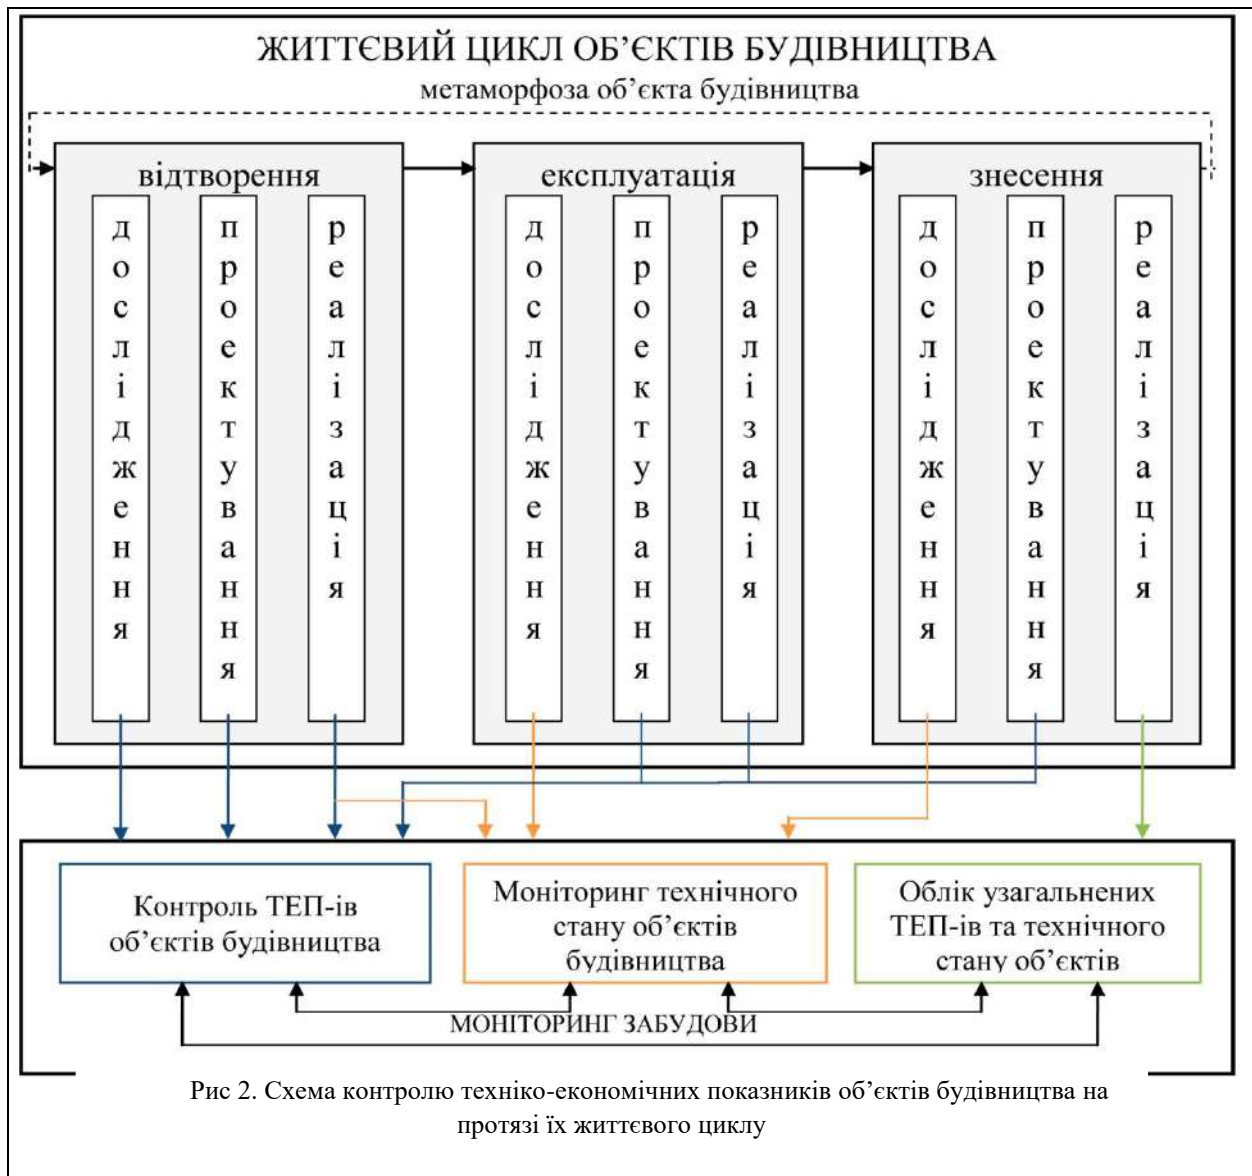 ЖИТТЄВИЙ ЦИКЛ ОБ’ЄКТІВ БУДІВНИЦТВА
метаморфоза об’єкта будівництва
відтворення
дослідження
проектування
реалізація
експлуатація
дослідження
проектування
реалізація
знесення
дослідження
проектування
реалізація
Контроль ТЕП-ів
об’єктів будівництва
Моніторинг технічного
стану об’єктів
будівництва
Облік узагальнених
ТЕП-ів та технічного
стану об’єктів
МОНІТОРИНГ ЗАБУДОВИ
Рис 2. Схема контролю техніко-економічних показників об’єктів будівництва на
протязі їх життєвого циклу